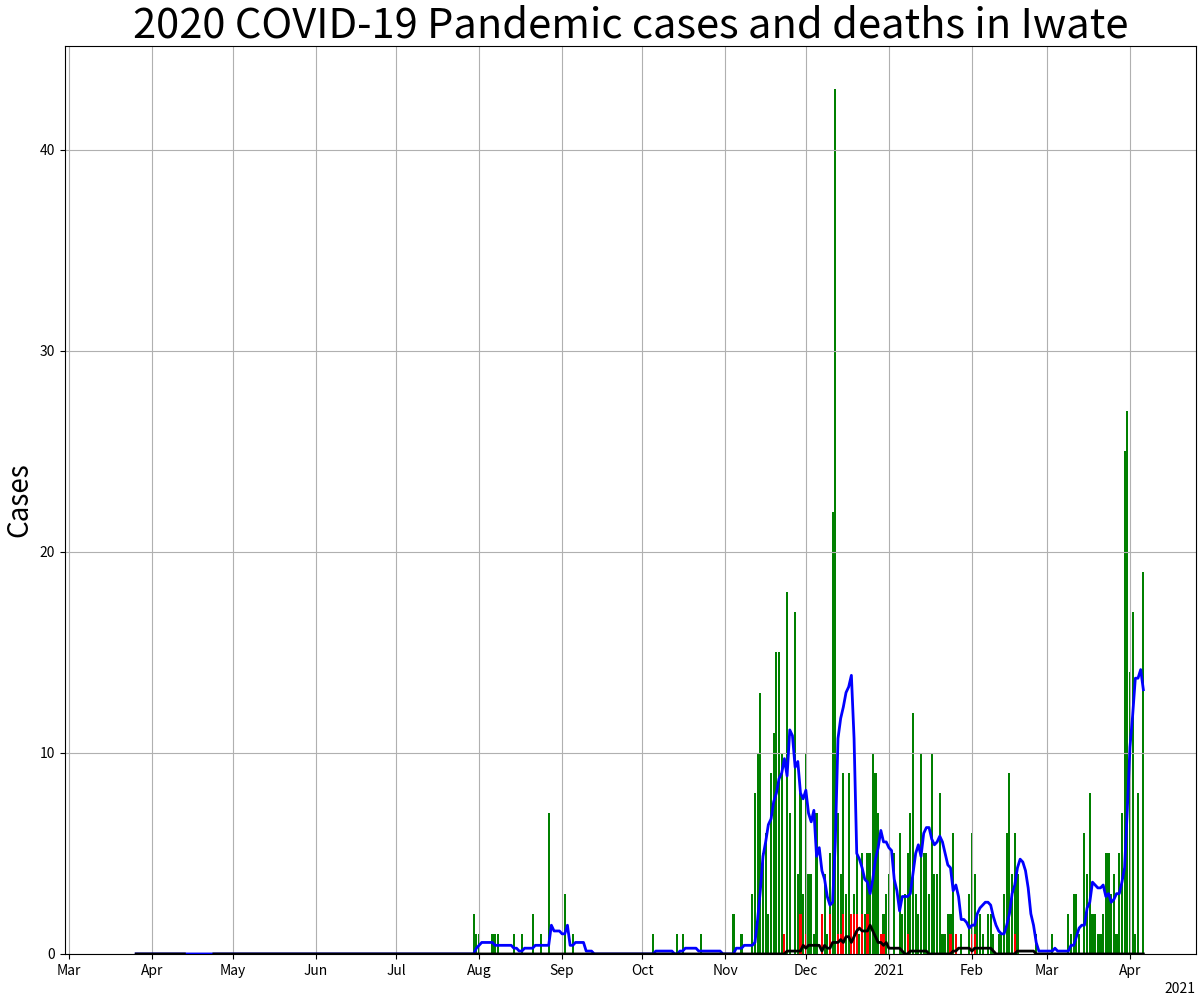 2020 COVID-19 Pandemic cases and deaths in Iwate
Cases
40
30
20
10
0
Mar Apr May Jun Jul Aug Sep Oct Nov Dec 2021 Feb Mar Apr
2021